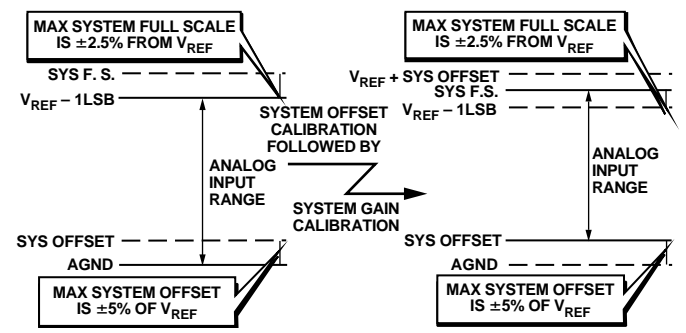 MAX SYSTEM FULL SCALE
IS ±2.5% FROM VREF
SYS F. S.
VREF – 1LSB
ANALOG
INPUT
RANGE
SYS OFFSET
AGND
MAX SYSTEM OFFSET
IS ±5% OF VREF
SYSTEM OFFSET
CALIBRATION
FOLLOWED BY
SYSTEM GAIN
CALIBRATION
MAX SYSTEM FULL SCALE
IS ±2.5% FROM VREF
VREF + SYS OFFSET
SYS F.S.
VREF – 1LSB
ANALOG
INPUT
RANGE
SYS OFFSET
AGND
MAX SYSTEM OFFSET
IS ±5% OF VREF